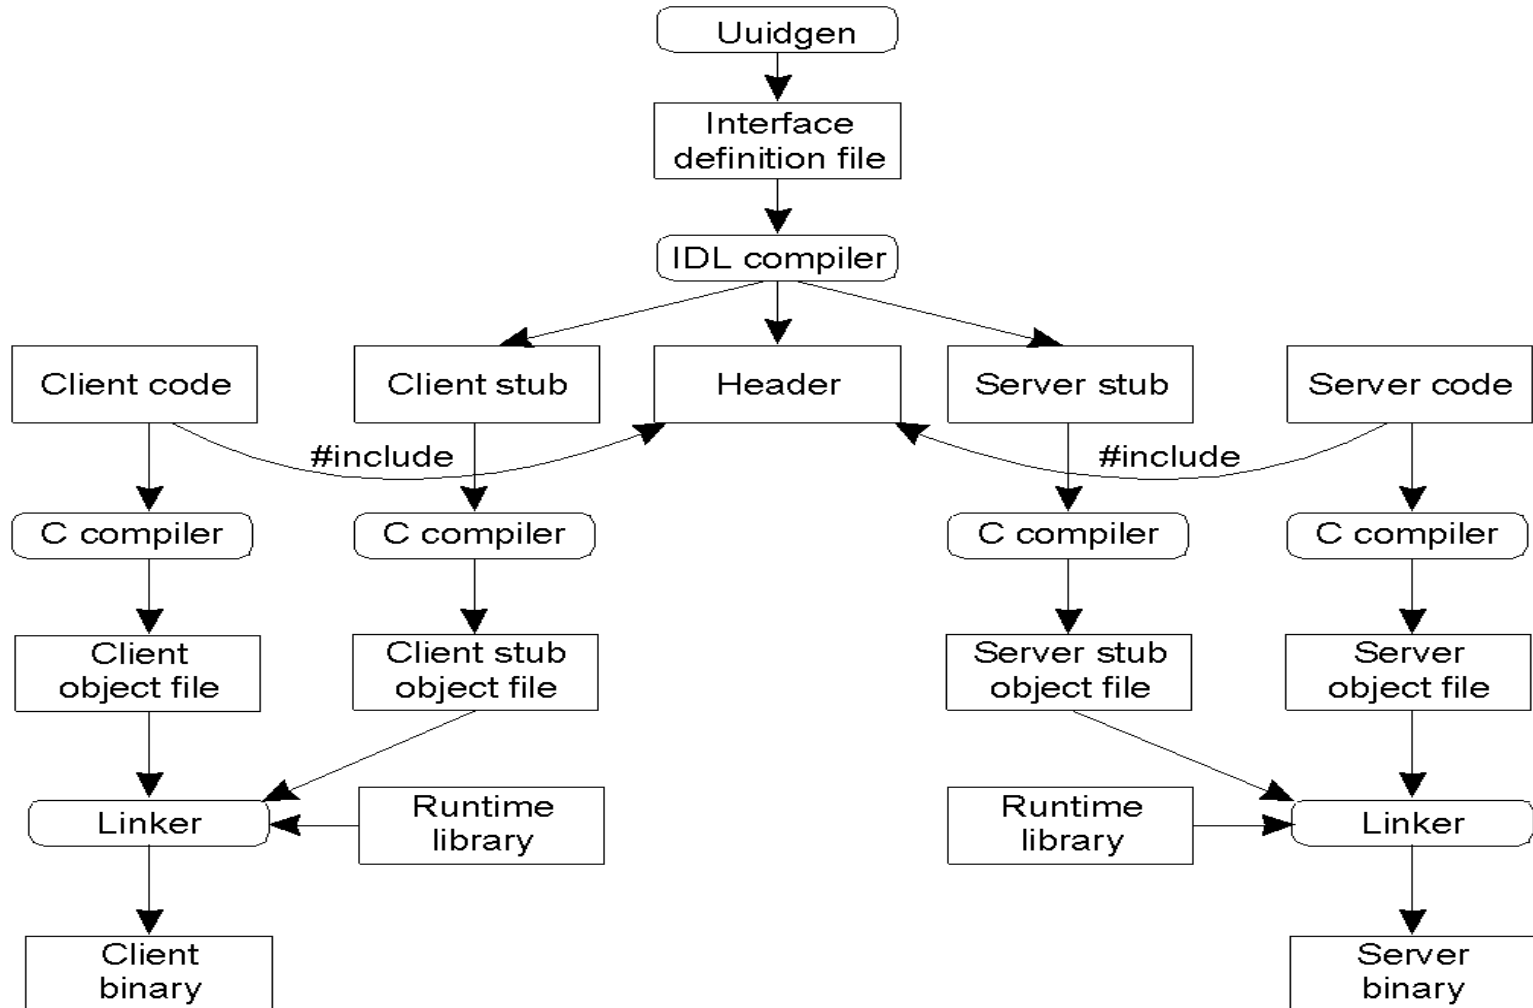 Uuidgen
Interface
definition file
IDL compiler
Client code
Client stub
Header
Server stub
Server code
#include
#include
C compiler
C compiler
C compiler
C compiler
Client
object file
Client stub
object file
Server stub
object file
Server
object file
Linker
Runtime
library
Runtime
library
Linker
Client
binary
Server
binary